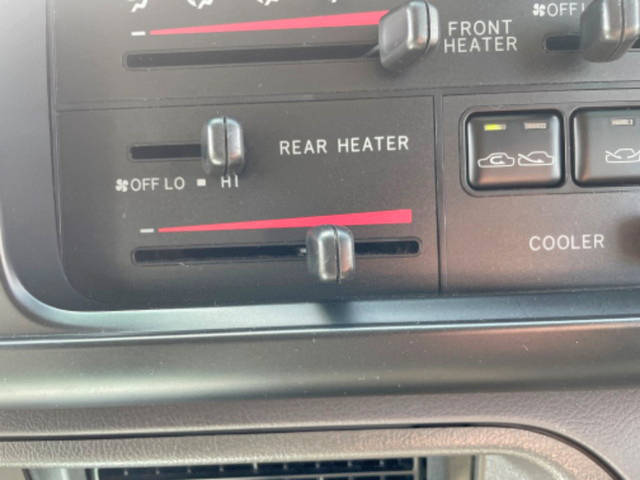 FRONT
HEATER
OFF L
REAR HEATER
OFF LO HI
COOLER